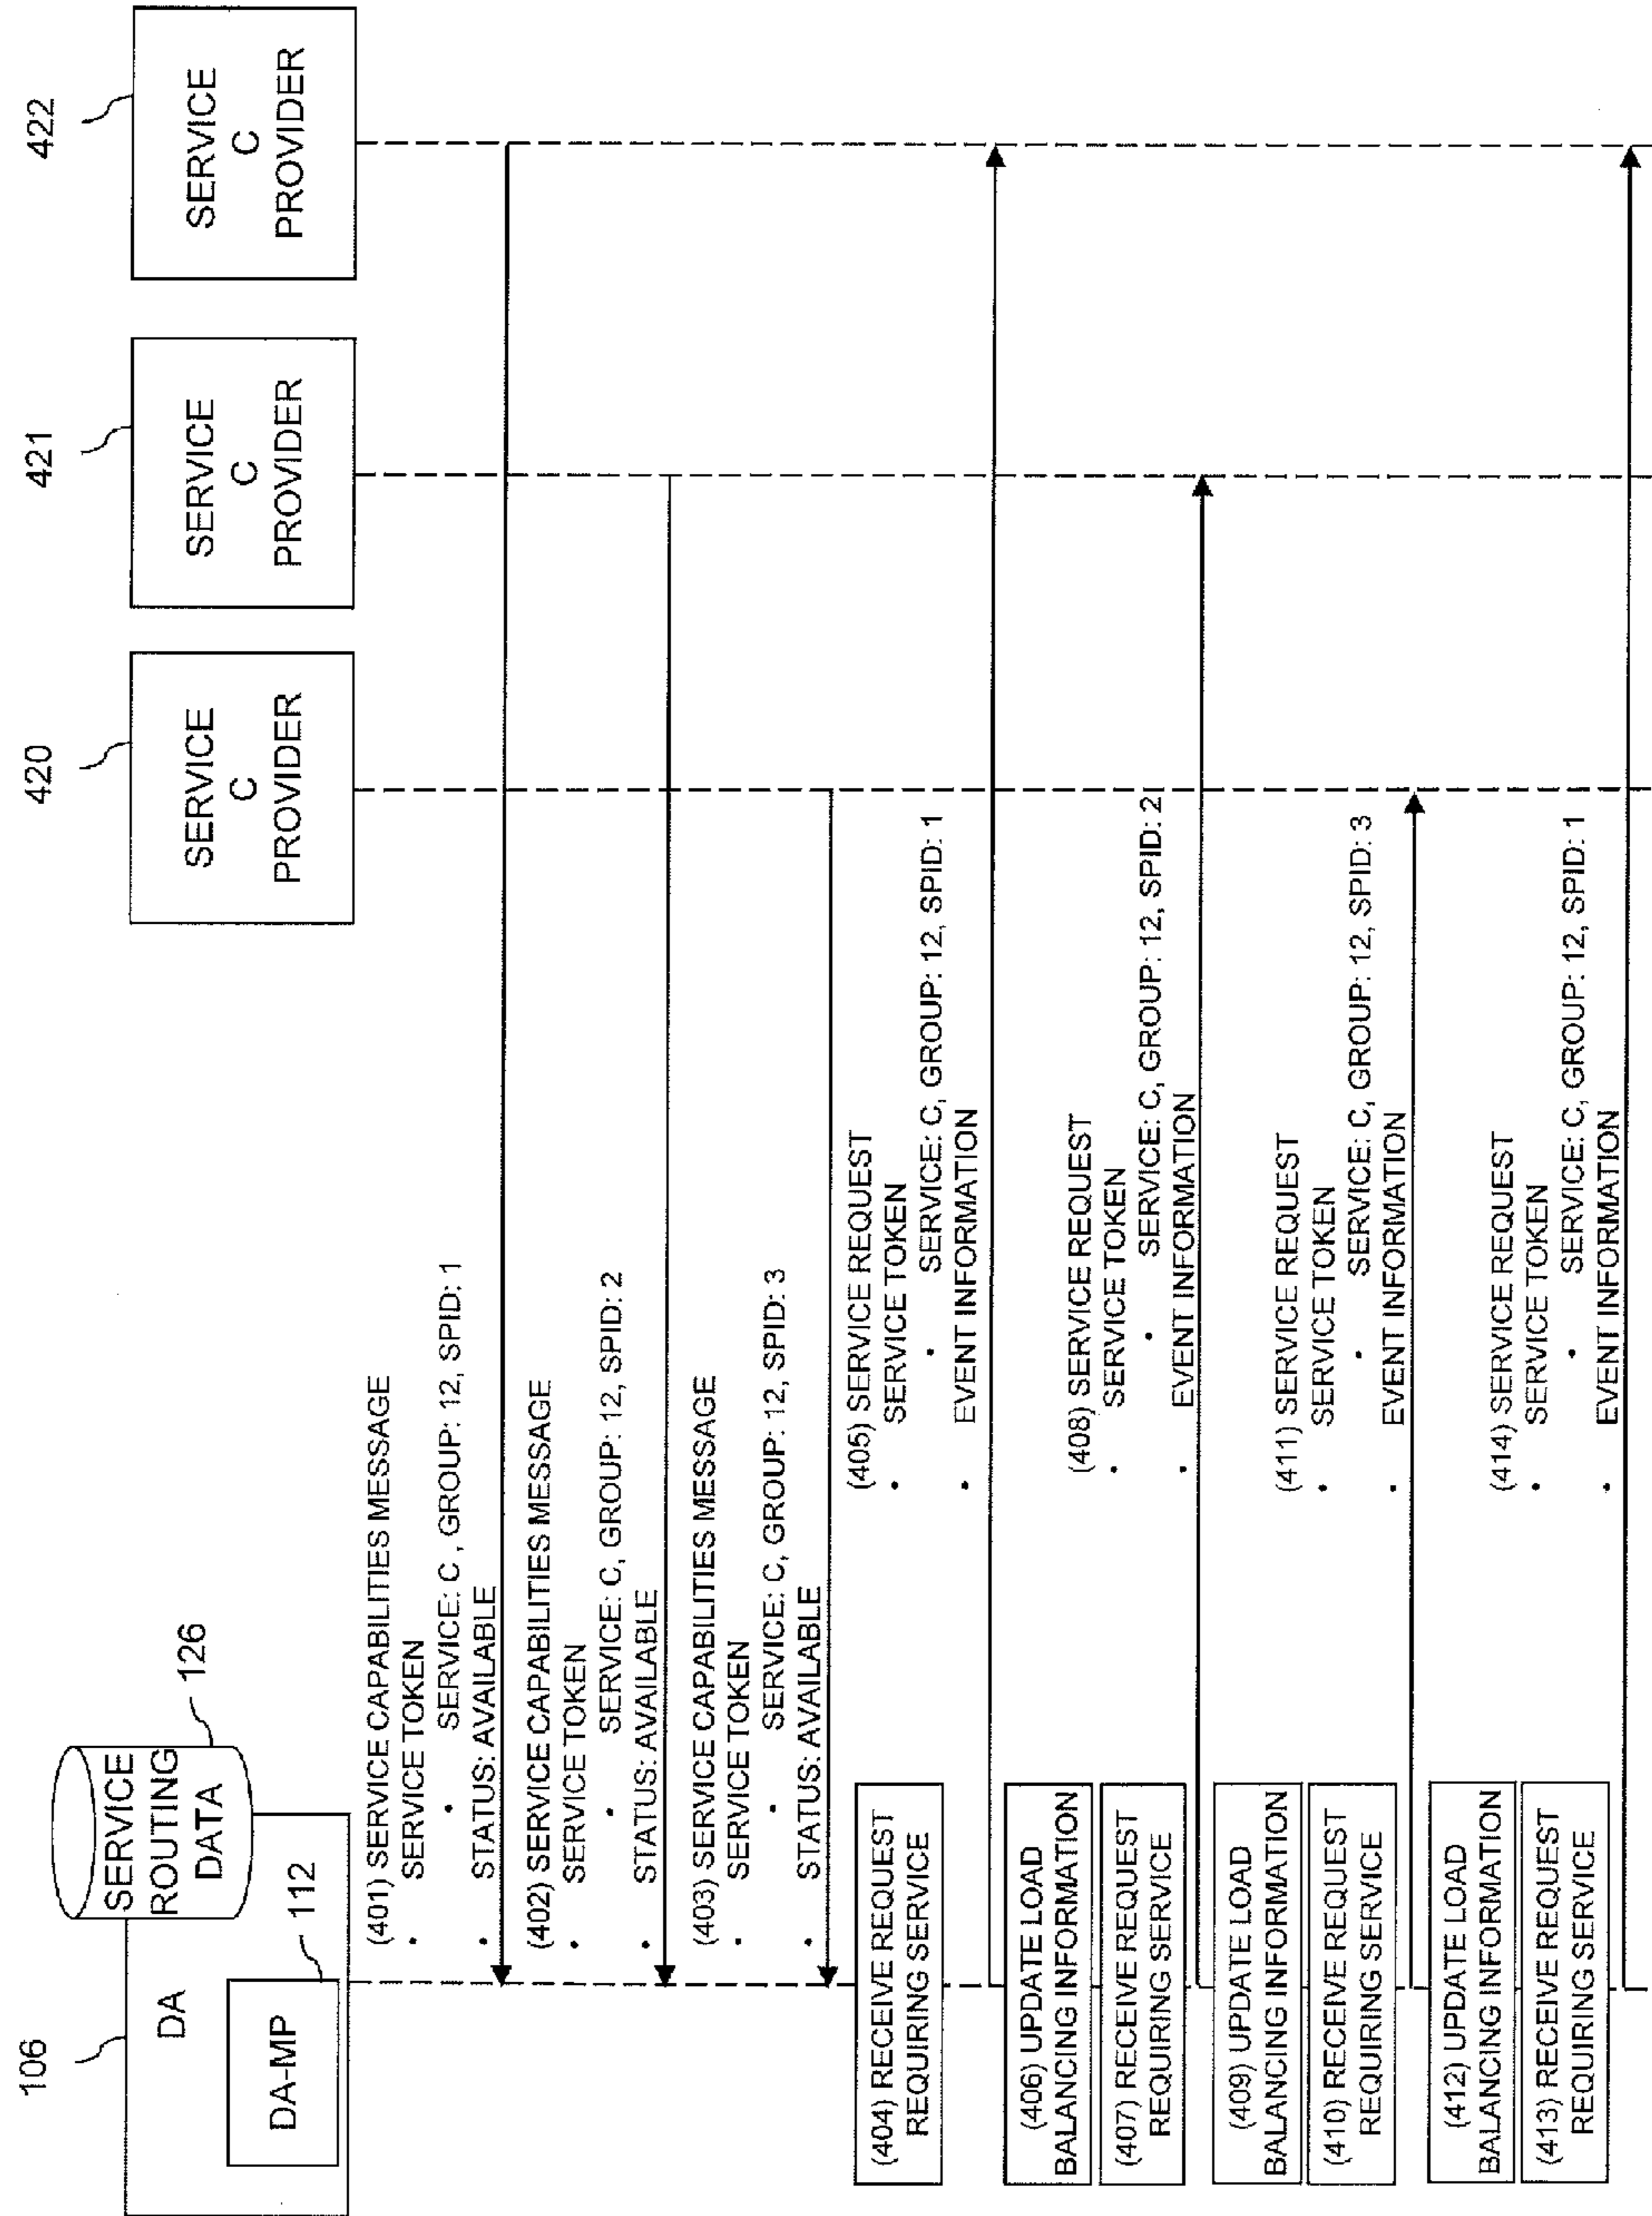 106
DA
DA-MP
112
SERVICE
ROUTING
DATA
126
420
SERVICE
C
PROVIDER
421
SERVICE
C
PROVIDER
422
SERVICE
C
PROVIDER
(401) SERVICE CAPABILITIES MESSAGE
• SERVICE TOKEN
• SERVICE: C , GROUP: 12, SPID: 1
• STATUS: AVAILABLE
(402) SERVICE CAPABILITIES MESSAGE
• SERVICE TOKEN
• SERVICE: C, GROUP: 12, SPID: 2
• STATUS: AVAILABLE
(403) SERVICE CAPABILITIES MESSAGE
• SERVICE TOKEN
• SERVICE: C, GROUP: 12, SPID: 3
• STATUS: AVAILABLE
(404) RECEIVE REQUEST
REQUIRING SERVICE
(405) SERVICE REQUEST
• SERVICE TOKEN
• SERVICE: C, GROUP: 12, SPID: 1
• EVENT INFORMATION
(406) UPDATE LOAD
BALANCING INFORMATION
(407) RECEIVE REQUEST
REQUIRING SERVICE
(408) SERVICE REQUEST
• SERVICE TOKEN
• SERVICE: C, GROUP: 12, SPID: 2
• EVENT INFORMATION
(409) UPDATE LOAD
BALANCING INFORMATION
(410) RECEIVE REQUEST
REQUIRING SERVICE
(411) SERVICE REQUEST
• SERVICE TOKEN
• SERVICE: C, GROUP: 12, SPID: 3
• EVENT INFORMATION
(412) UPDATE LOAD
BALANCING INFORMATION
(413) RECEIVE REQUEST
REQUIRING SERVICE
(414) SERVICE REQUEST
• SERVICE TOKEN
• SERVICE: C, GROUP: 12, SPID: 1
• EVENT INFORMATION